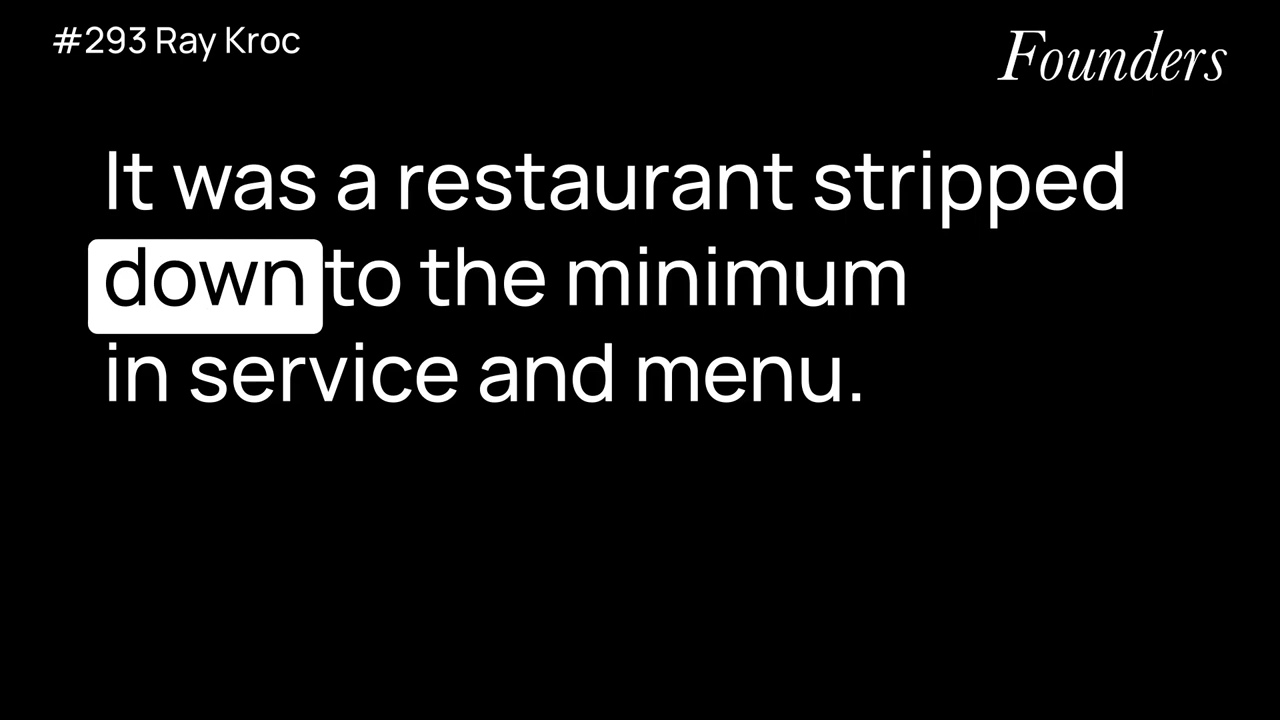 #293 Ray Kroc
Founders
It was a restaurant stripped
down to the minimum
in service and menu.